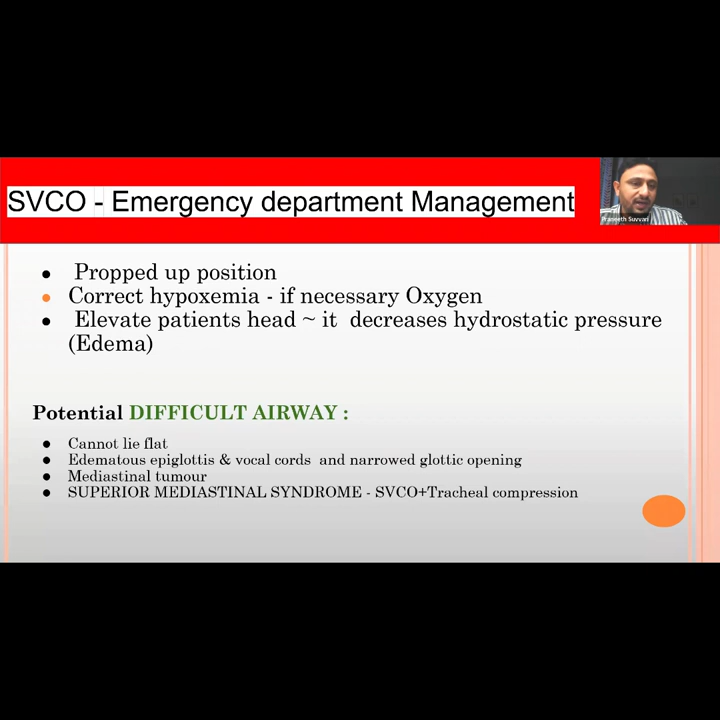 SVCO - Emergency department Management
Praneeth Suvvari
● Propped up position
● Correct hypoxemia - if necessary Oxygen
● Elevate patients head ~ it decreases hydrostatic pressure
(Edema)
Potential DIFFICULT AIRWAY :
● Cannot lie flat
● Edematous epiglottis & vocal cords and narrowed glottic opening
● Mediastinal tumour
● SUPERIOR MEDIASTINAL SYNDROME - SVCO+Tracheal compression